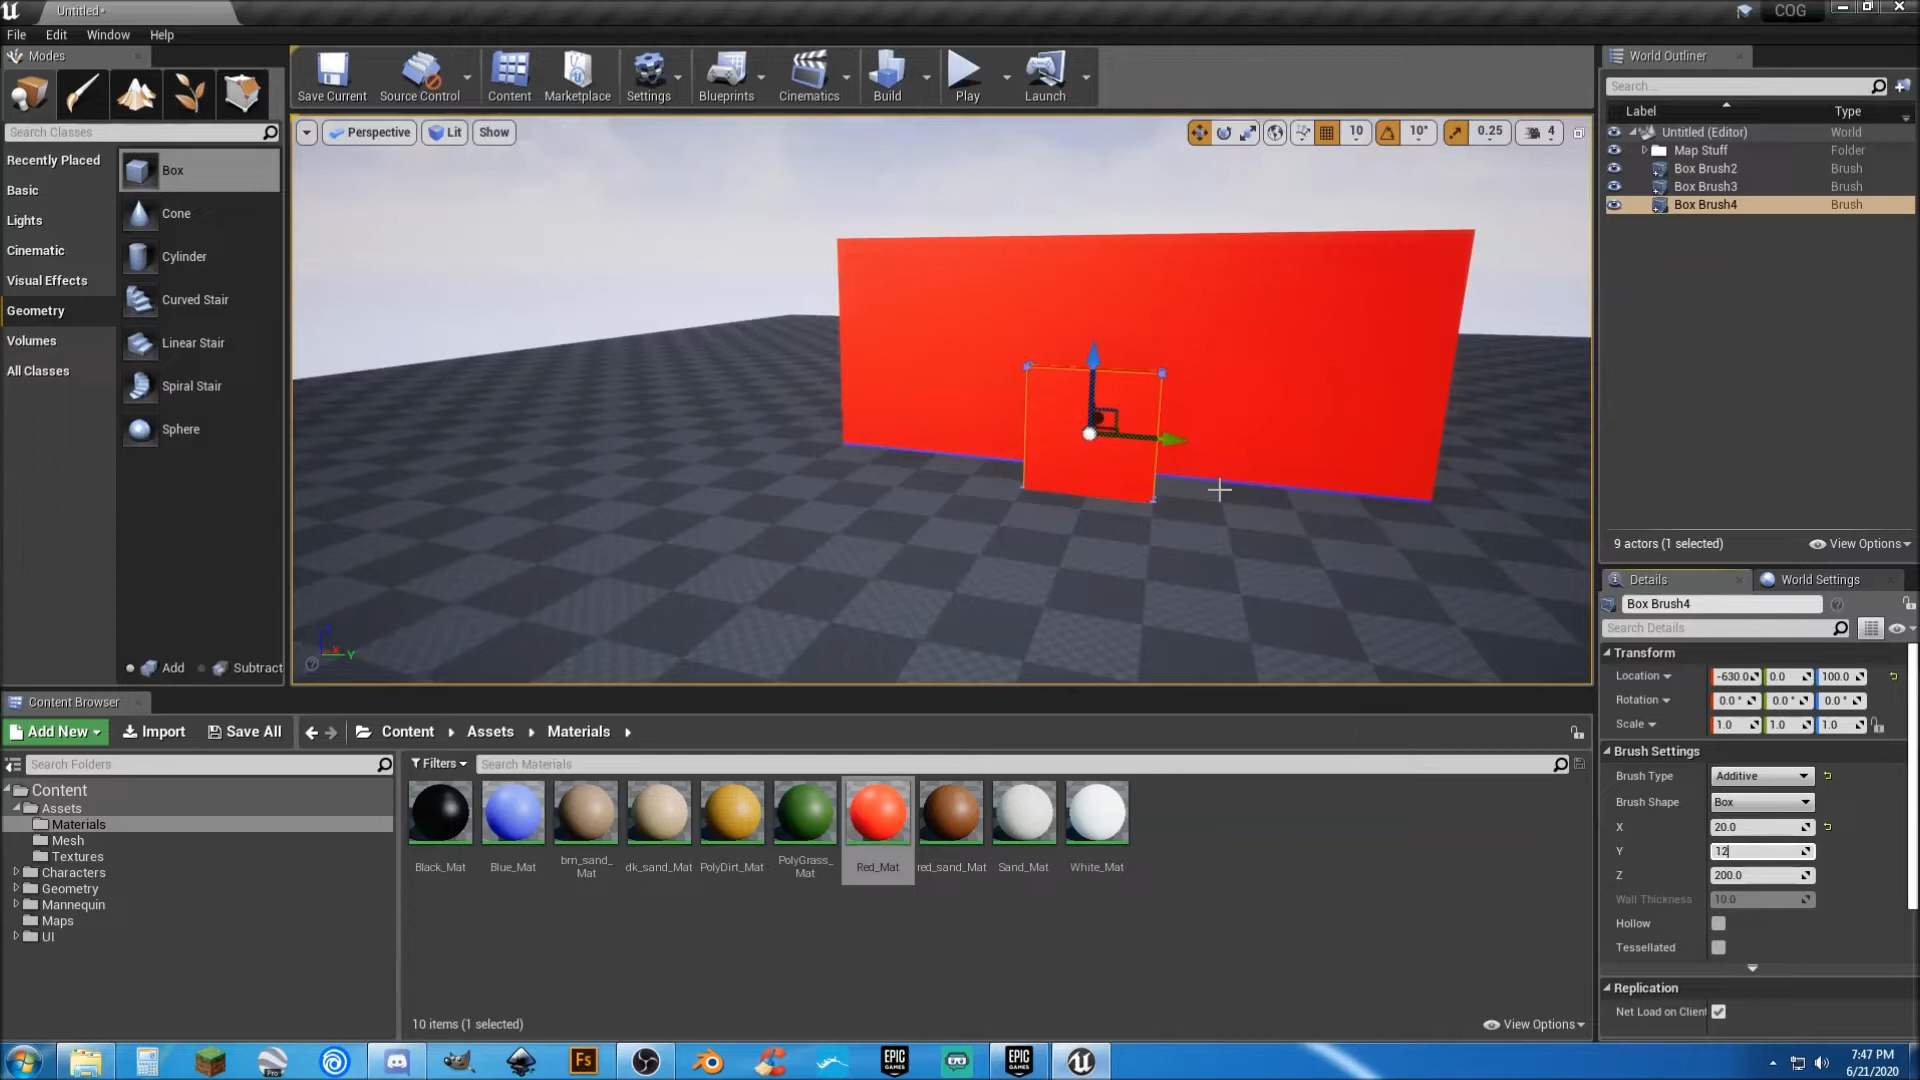 Untitled*
COG
File Edit Window Help
Modes
Save Current
Source Control
Content
Marketplace
Settings
Blueprints
Cinematics
Build
Play
Launch
Search Classes
Recently Placed
Basic
Lights
Cinematic
Visual Effects
Geometry
Volumes
All Classes
Box
Cone
Cylinder
Curved Stair
Linear Stair
Spiral Stair
Sphere
Add
Subtract
Perspective Lit Show
10 10° 0.25 4
Y
World Outliner
Search...
Label Type
Untitled (Editor) World
Map Stuff Folder
Box Brush2 Brush
Box Brush3 Brush
Box Brush4 Brush
9 actors (1 selected) View Options
Details World Settings
Box Brush4
Search Details
Transform
Location -630.0 0.0 100.0
Rotation 0.0 ° 0.0 ° 0.0 °
Scale 1.0 1.0 1.0
Brush Settings
Brush Type Additive
Brush Shape Box
X 20.0
Y 12
Z 200.0
Wall Thickness 10.0
Hollow
Tessellated
Replication
Net Load on Client
Content Browser
Add New Import Save All Content Assets Materials
Search Folders
Content
Assets
Materials
Mesh
Textures
Characters
Geometry
Mannequin
Maps
UI
Filters Search Materials
Black_Mat
Blue_Mat
brn_sand_
Mat
dk_sand_Mat
PolyDirt_Mat
PolyGrass_
Mat
Red_Mat
red_sand_Mat
Sand_Mat
White_Mat
10 items (1 selected) View Options
Pro
Fs
EPIC
GAMES
EPIC
GAMES
7:47 PM
6/21/2020